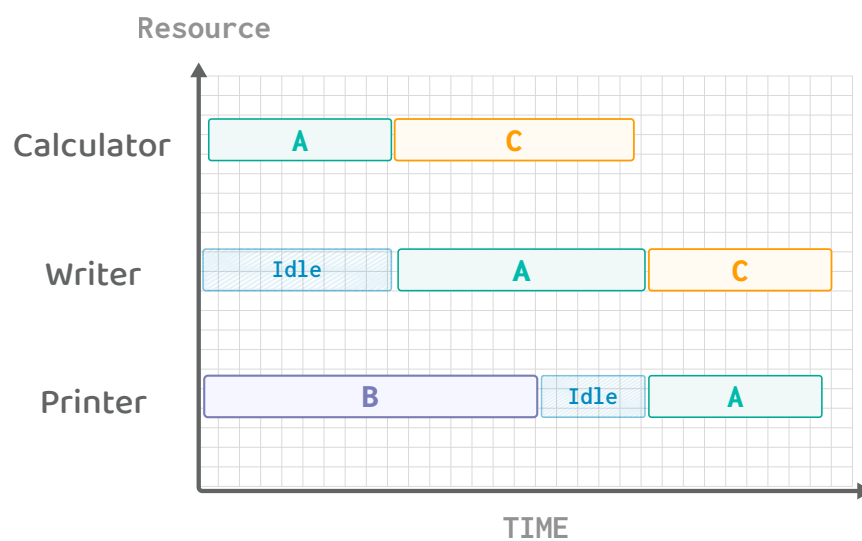 Resource
Calculator
A
C
Writer
Idle
A
C
Printer
B
Idle
A
TIME